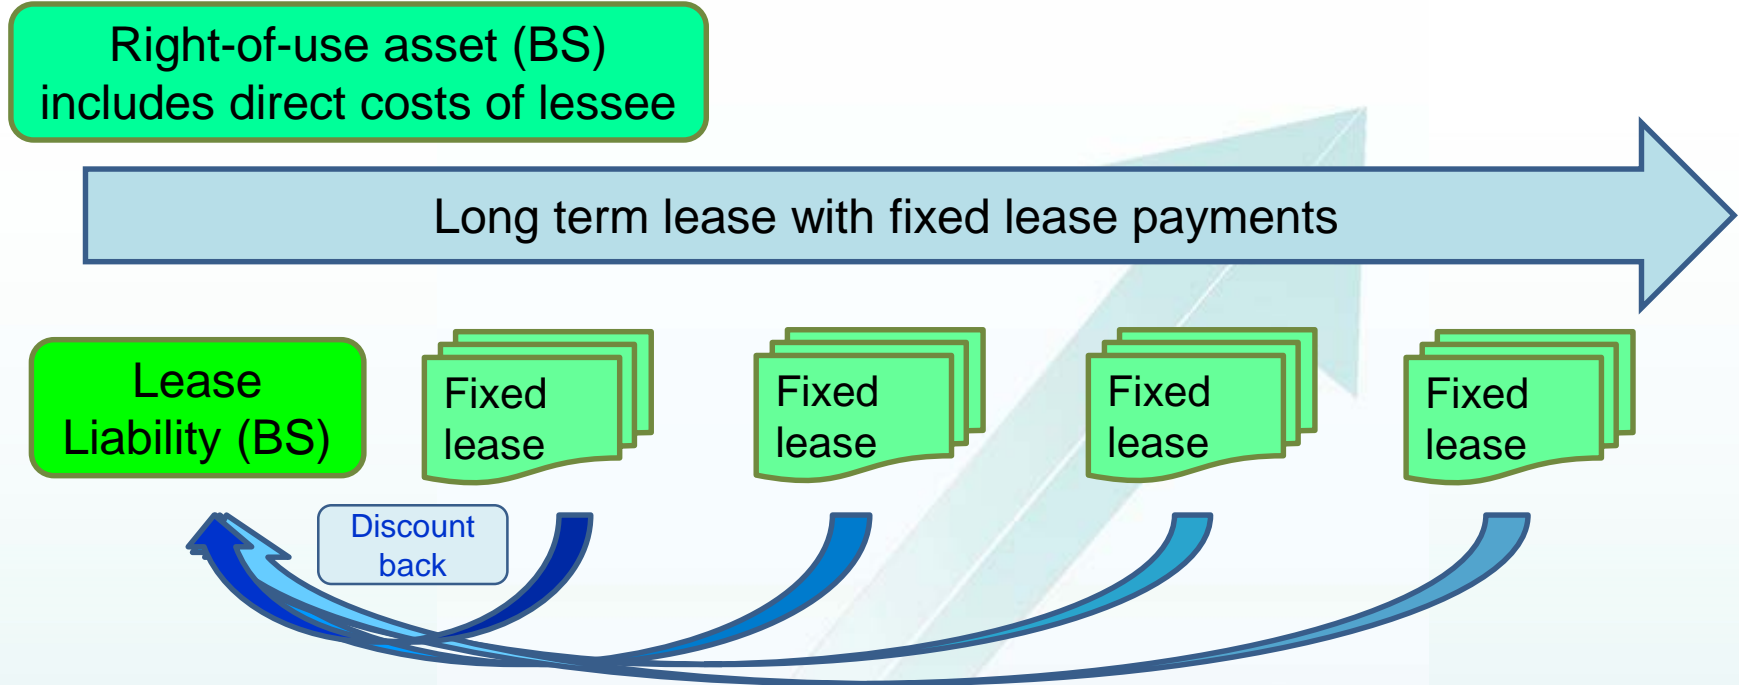 Right-of-use asset (BS)
includes direct costs of lessee
Long term lease with fixed lease payments
Lease
Liability (BS)
Fixed
lease
Fixed
lease
Fixed
lease
Fixed
lease
Discount
back